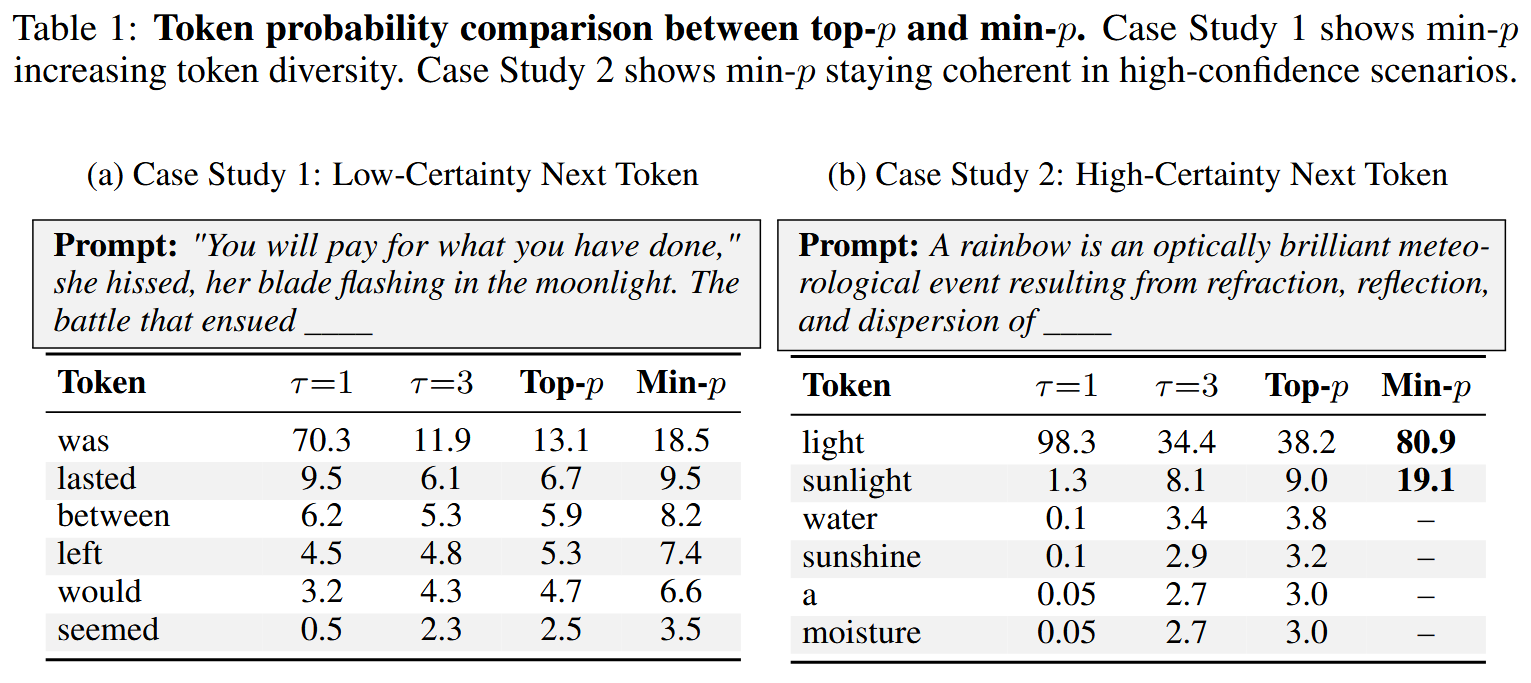 Table 1: Token probability comparison between top-p and min-p. Case Study 1 shows min-p
increasing token diversity. Case Study 2 shows min-p staying coherent in high-confidence scenarios.
(a) Case Study 1: Low-Certainty Next Token
Prompt: "You will pay for what you have done,"
she hissed, her blade flashing in the moonlight. The
battle that ensued ____
Token τ=1 τ=3 Top-p Min-p
was 70.3 11.9 13.1 18.5
lasted 9.5 6.1 6.7 9.5
between 6.2 5.3 5.9 8.2
left 4.5 4.8 5.3 7.4
would 3.2 4.3 4.7 6.6
seemed 0.5 2.3 2.5 3.5
(b) Case Study 2: High-Certainty Next Token
Prompt: A rainbow is an optically brilliant meteo-
rological event resulting from refraction, reflection,
and dispersion of ____
Token τ=1 τ=3 Top-p Min-p
light 98.3 34.4 38.2 80.9
sunlight 1.3 8.1 9.0 19.1
water 0.1 3.4 3.8 –
sunshine 0.1 2.9 3.2 –
a 0.05 2.7 3.0 –
moisture 0.05 2.7 3.0 –